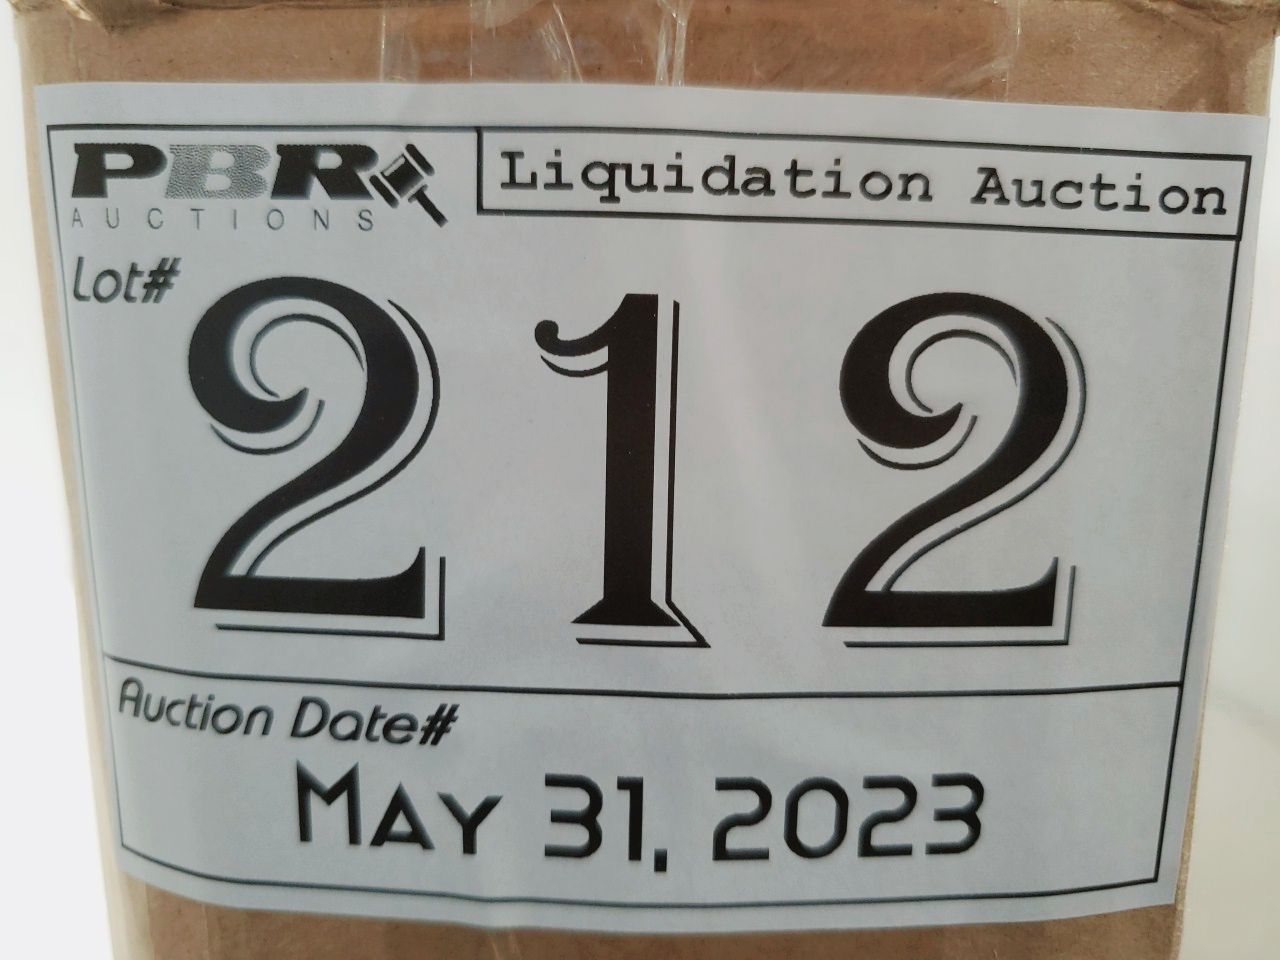 PBR
AUCTIONS
Liquidation Auction
Lot#
212
Auction Date#
MAY 31, 2023